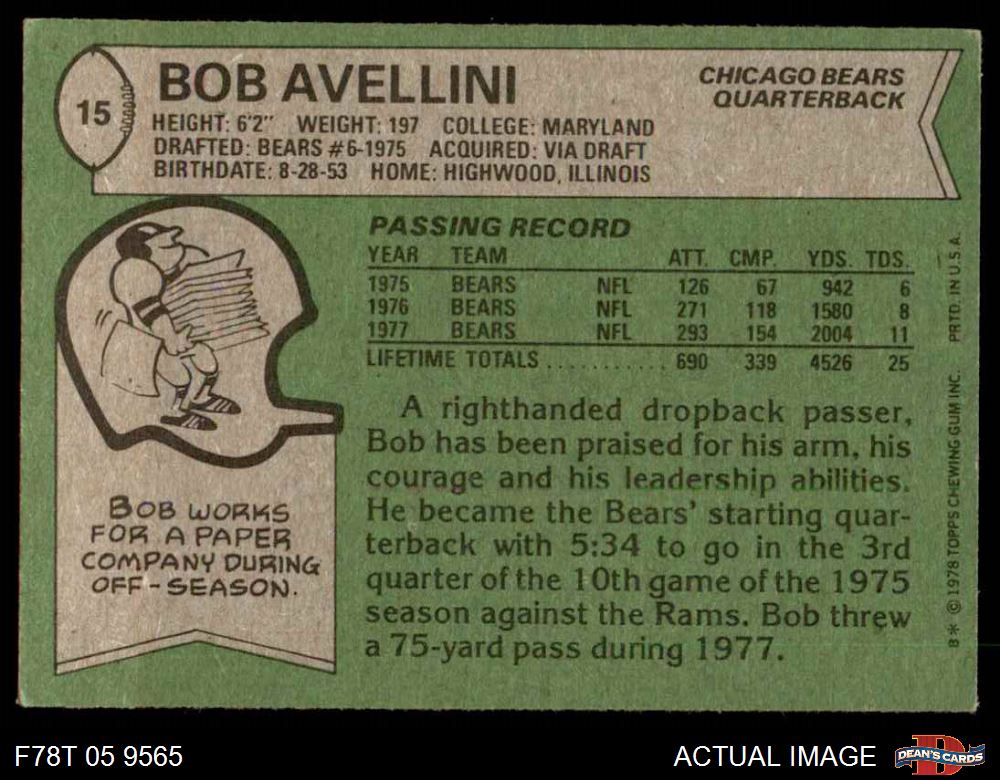 15
BOB AVELLINI
CHICAGO BEARS
QUARTERBACK
HEIGHT: 6'2" WEIGHT: 197 COLLEGE: MARYLAND
DRAFTED: BEARS #6-1975 ACQUIRED: VIA DRAFT
BIRTHDATE: 8-28-53 HOME: HIGHWOOD, ILLINOIS
PASSING RECORD
YEAR TEAM ATT. CMP. YDS. TDS.
1975 BEARS NFL 126 67 942 6
1976 BEARS NFL 271 118 1580 8
1977 BEARS NFL 293 154 2004 11
LIFETIME TOTALS ........... 690 339 4526 25
A righthanded dropback passer,
Bob has been praised for his arm, his
courage and his leadership abilities.
He became the Bears' starting quar-
terback with 5:34 to go in the 3rd
quarter of the 10th game of the 1975
season against the Rams. Bob threw
a 75-yard pass during 1977.
BOB WORKS
FOR A PAPER
COMPANY DURING
OFF-SEASON.
8* © 1978 TOPPS CHEWING GUM INC. PRTD. IN U.S.A.
F78T 05 9565
ACTUAL IMAGE
D
DEAN'S CARDS